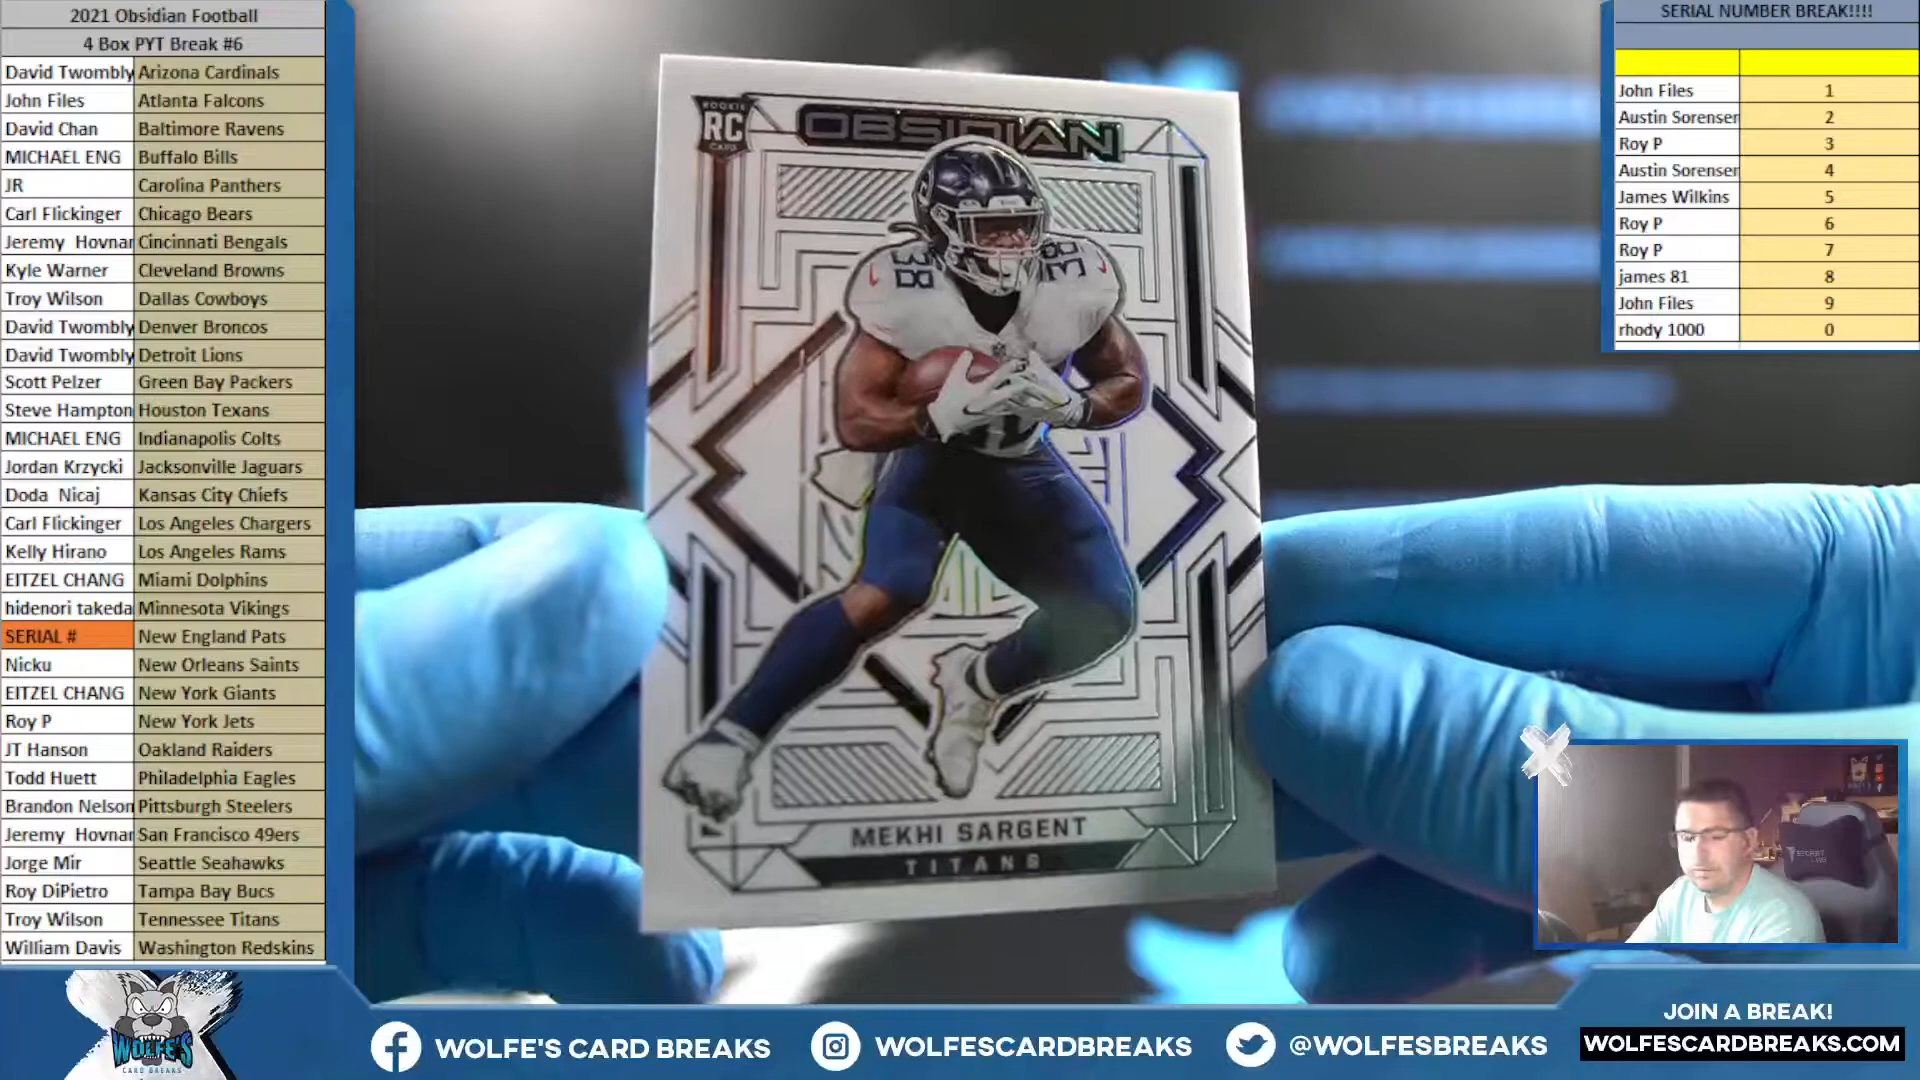 2021 Obsidian Football
4 Box PYT Break #6
David Twombly Arizona Cardinals
John Files Atlanta Falcons
David Chan Baltimore Ravens
MICHAEL ENG Buffalo Bills
JR Carolina Panthers
Carl Flickinger Chicago Bears
Jeremy Hovnar Cincinnati Bengals
Kyle Warner Cleveland Browns
Troy Wilson Dallas Cowboys
David Twombly Denver Broncos
David Twombly Detroit Lions
Scott Pelzer Green Bay Packers
Steve Hampton Houston Texans
MICHAEL ENG Indianapolis Colts
Jordan Krzycki Jacksonville Jaguars
Doda Nicaj Kansas City Chiefs
Carl Flickinger Los Angeles Chargers
Kelly Hirano Los Angeles Rams
EITZEL CHANG Miami Dolphins
hidenori takeda Minnesota Vikings
SERIAL # New England Pats
Nicku New Orleans Saints
EITZEL CHANG New York Giants
Roy P New York Jets
JT Hanson Oakland Raiders
Todd Huett Philadelphia Eagles
Brandon Nelson Pittsburgh Steelers
Jeremy Hovnar San Francisco 49ers
Jorge Mir Seattle Seahawks
Roy DiPietro Tampa Bay Bucs
Troy Wilson Tennessee Titans
William Davis Washington Redskins
ROOKIE
RC
CARD
OBSIDIAN
38 38
MEKHI SARGENT
TITANS
SERIAL NUMBER BREAK!!!!
John Files 1
Austin Sorenser 2
Roy P 3
Austin Sorenser 4
James Wilkins 5
Roy P 6
Roy P 7
james 81 8
John Files 9
rhody 1000 0
WOLFE'S
CARD BREAKS
WOLFE'S CARD BREAKS
WOLFESCARDBREAKS
@WOLFESBREAKS
JOIN A BREAK!
WOLFESCARDBREAKS.COM